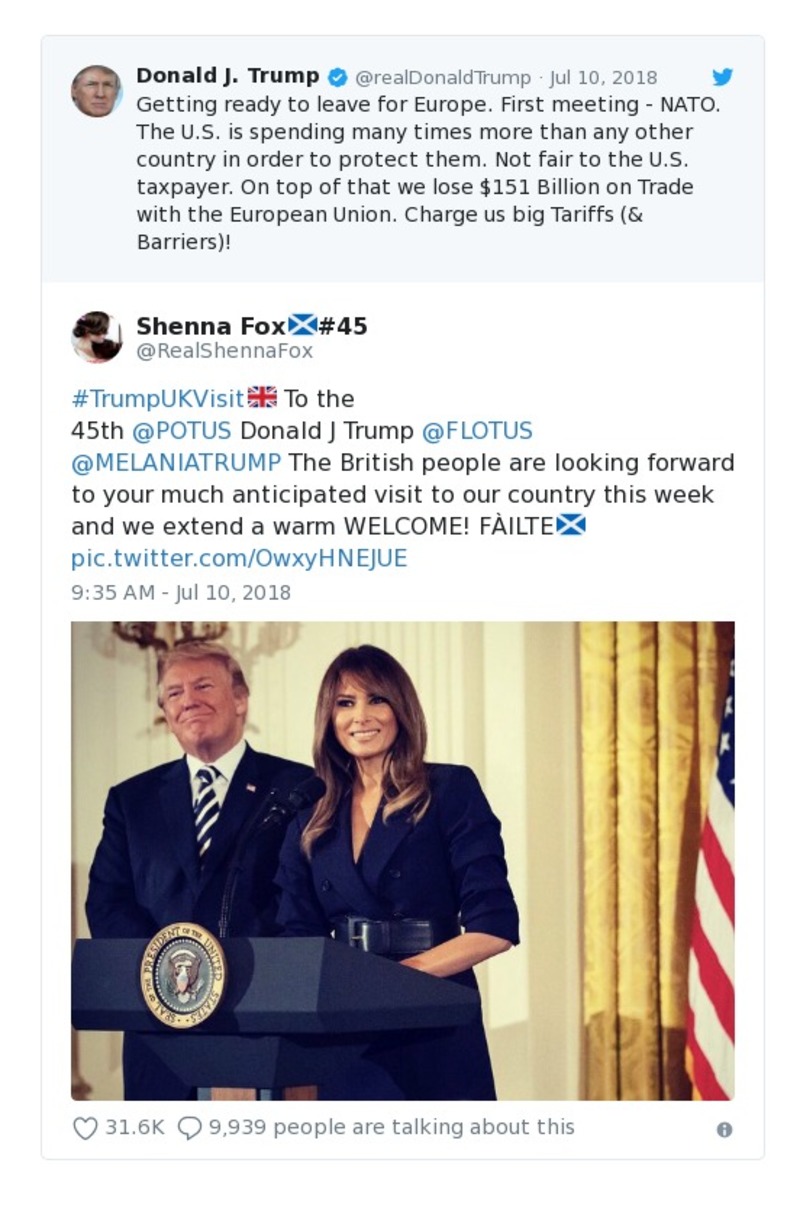 Donald J. Trump @realDonaldTrump · Jul 10, 2018
Getting ready to leave for Europe. First meeting - NATO.
The U.S. is spending many times more than any other
country in order to protect them. Not fair to the U.S.
taxpayer. On top of that we lose $151 Billion on Trade
with the European Union. Charge us big Tariffs (&
Barriers)!
Shenna Fox🏴󠁧󠁢󠁳󠁣󠁴󠁿#45
@RealShennaFox
#TrumpUKVisit🇬🇧 To the
45th @POTUS Donald J Trump @FLOTUS
@MELANIATRUMP The British people are looking forward
to your much anticipated visit to our country this week
and we extend a warm WELCOME! FÀILTE🏴󠁧󠁢󠁳󠁣󠁴󠁿
pic.twitter.com/OwxyHNEJUE
9:35 AM - Jul 10, 2018
SEAL OF THE PRESIDENT OF THE UNITED STATES
31.6K 9,939 people are talking about this